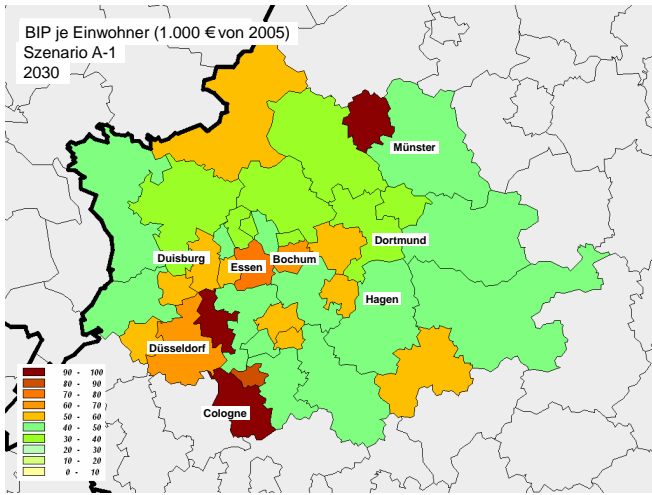 BIP je Einwohner (1.000 € von 2005)
Szenario A-1
2030
Münster
Dortmund
Duisburg
Bochum
Essen
Hagen
Düsseldorf
Cologne
90 - 100
80 - 90
70 - 80
60 - 70
50 - 60
40 - 50
30 - 40
20 - 30
10 - 20
0 - 10